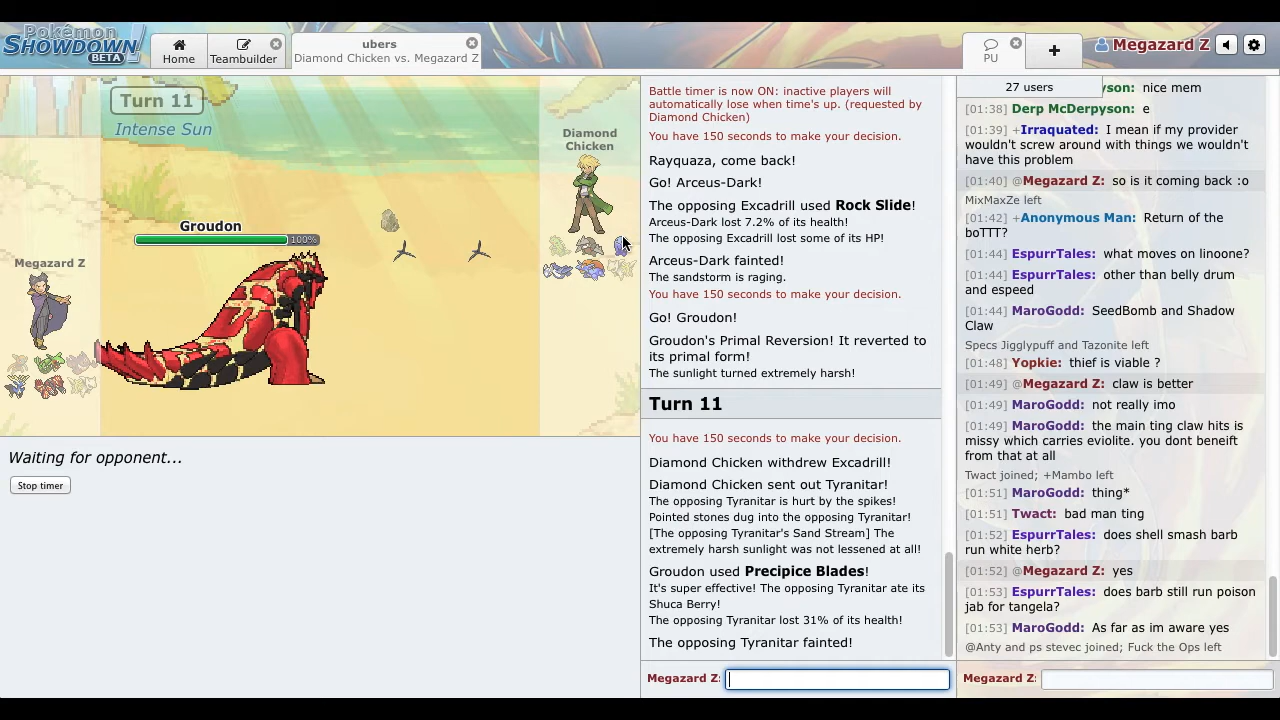 Pokémon
SHOWDOWN!
BETA
Home
Teambuilder
ubers
Diamond Chicken vs. Megazard Z
PU
+
Megazard Z
Turn 11
Intense Sun
Diamond
Chicken
Groudon
100%
Megazard Z
Waiting for opponent...
Stop timer
Battle timer is now ON: inactive players will
automatically lose when time's up. (requested by
Diamond Chicken)
You have 150 seconds to make your decision.
Rayquaza, come back!
Go! Arceus-Dark!
The opposing Excadrill used Rock Slide!
Arceus-Dark lost 7.2% of its health!
The opposing Excadrill lost some of its HP!
Arceus-Dark fainted!
The sandstorm is raging.
You have 150 seconds to make your decision.
Go! Groudon!
Groudon's Primal Reversion! It reverted to
its primal form!
The sunlight turned extremely harsh!
Turn 11
You have 150 seconds to make your decision.
Diamond Chicken withdrew Excadrill!
Diamond Chicken sent out Tyranitar!
The opposing Tyranitar is hurt by the spikes!
Pointed stones dug into the opposing Tyranitar!
[The opposing Tyranitar's Sand Stream] The
extremely harsh sunlight was not lessened at all!
Groudon used Precipice Blades!
It's super effective! The opposing Tyranitar ate its
Shuca Berry!
The opposing Tyranitar lost 31% of its health!
The opposing Tyranitar fainted!
Megazard Z:
27 users
yson: nice mem
[01:38] Derp McDerpyson: e
[01:39] +Irraquated: I mean if my provider
wouldn't screw around with things we wouldn't
have this problem
[01:40] @Megazard Z: so is it coming back :o
MixMaxZe left
[01:42] +Anonymous Man: Return of the
boTTT?
[01:44] EspurrTales: what moves on linoone?
[01:44] EspurrTales: other than belly drum
and espeed
[01:44] MaroGodd: SeedBomb and Shadow
Claw
Specs Jigglypuff and Tazonite left
[01:48] Yopkie: thief is viable ?
[01:49] @Megazard Z: claw is better
[01:49] MaroGodd: not really imo
[01:49] MaroGodd: the main ting claw hits is
missy which carries eviolite. you dont beneift
from that at all
Twact joined; +Mambo left
[01:51] MaroGodd: thing*
[01:51] Twact: bad man ting
[01:52] EspurrTales: does shell smash barb
run white herb?
[01:52] @Megazard Z: yes
[01:53] EspurrTales: does barb still run poison
jab for tangela?
[01:53] MaroGodd: As far as im aware yes
@Anty and ps stevec joined; Fuck the Ops left
Megazard Z: